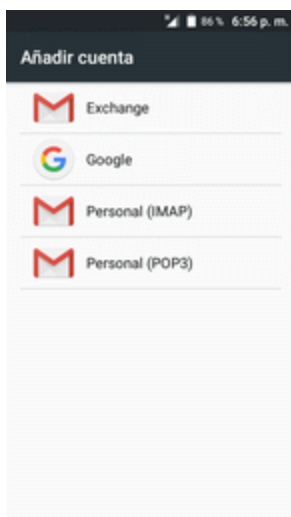 86 % 6:56 p. m.
Añadir cuenta
Exchange
Google
Personal (IMAP)
Personal (POP3)